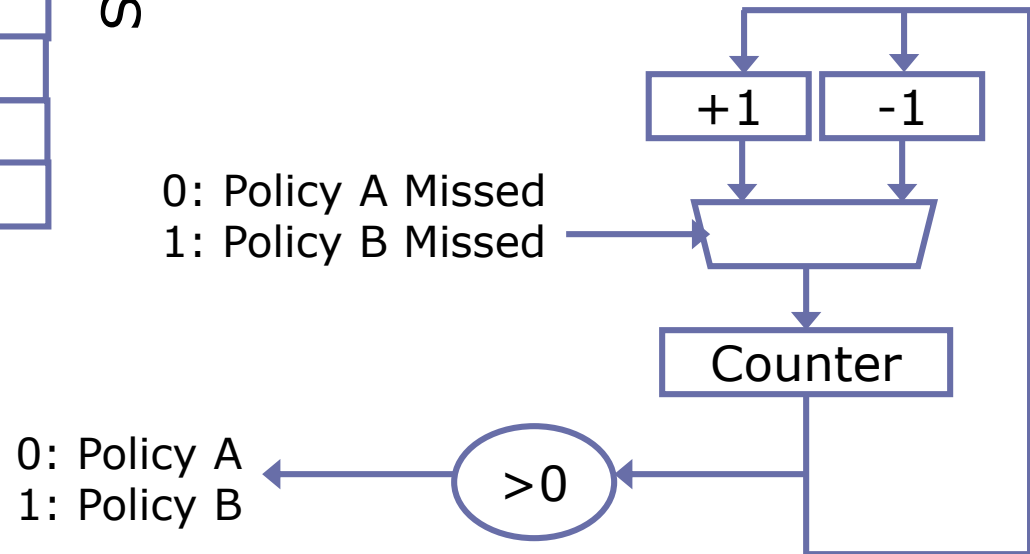 S
+1
-1
0: Policy A Missed
1: Policy B Missed
Counter
0: Policy A
1: Policy B
>0